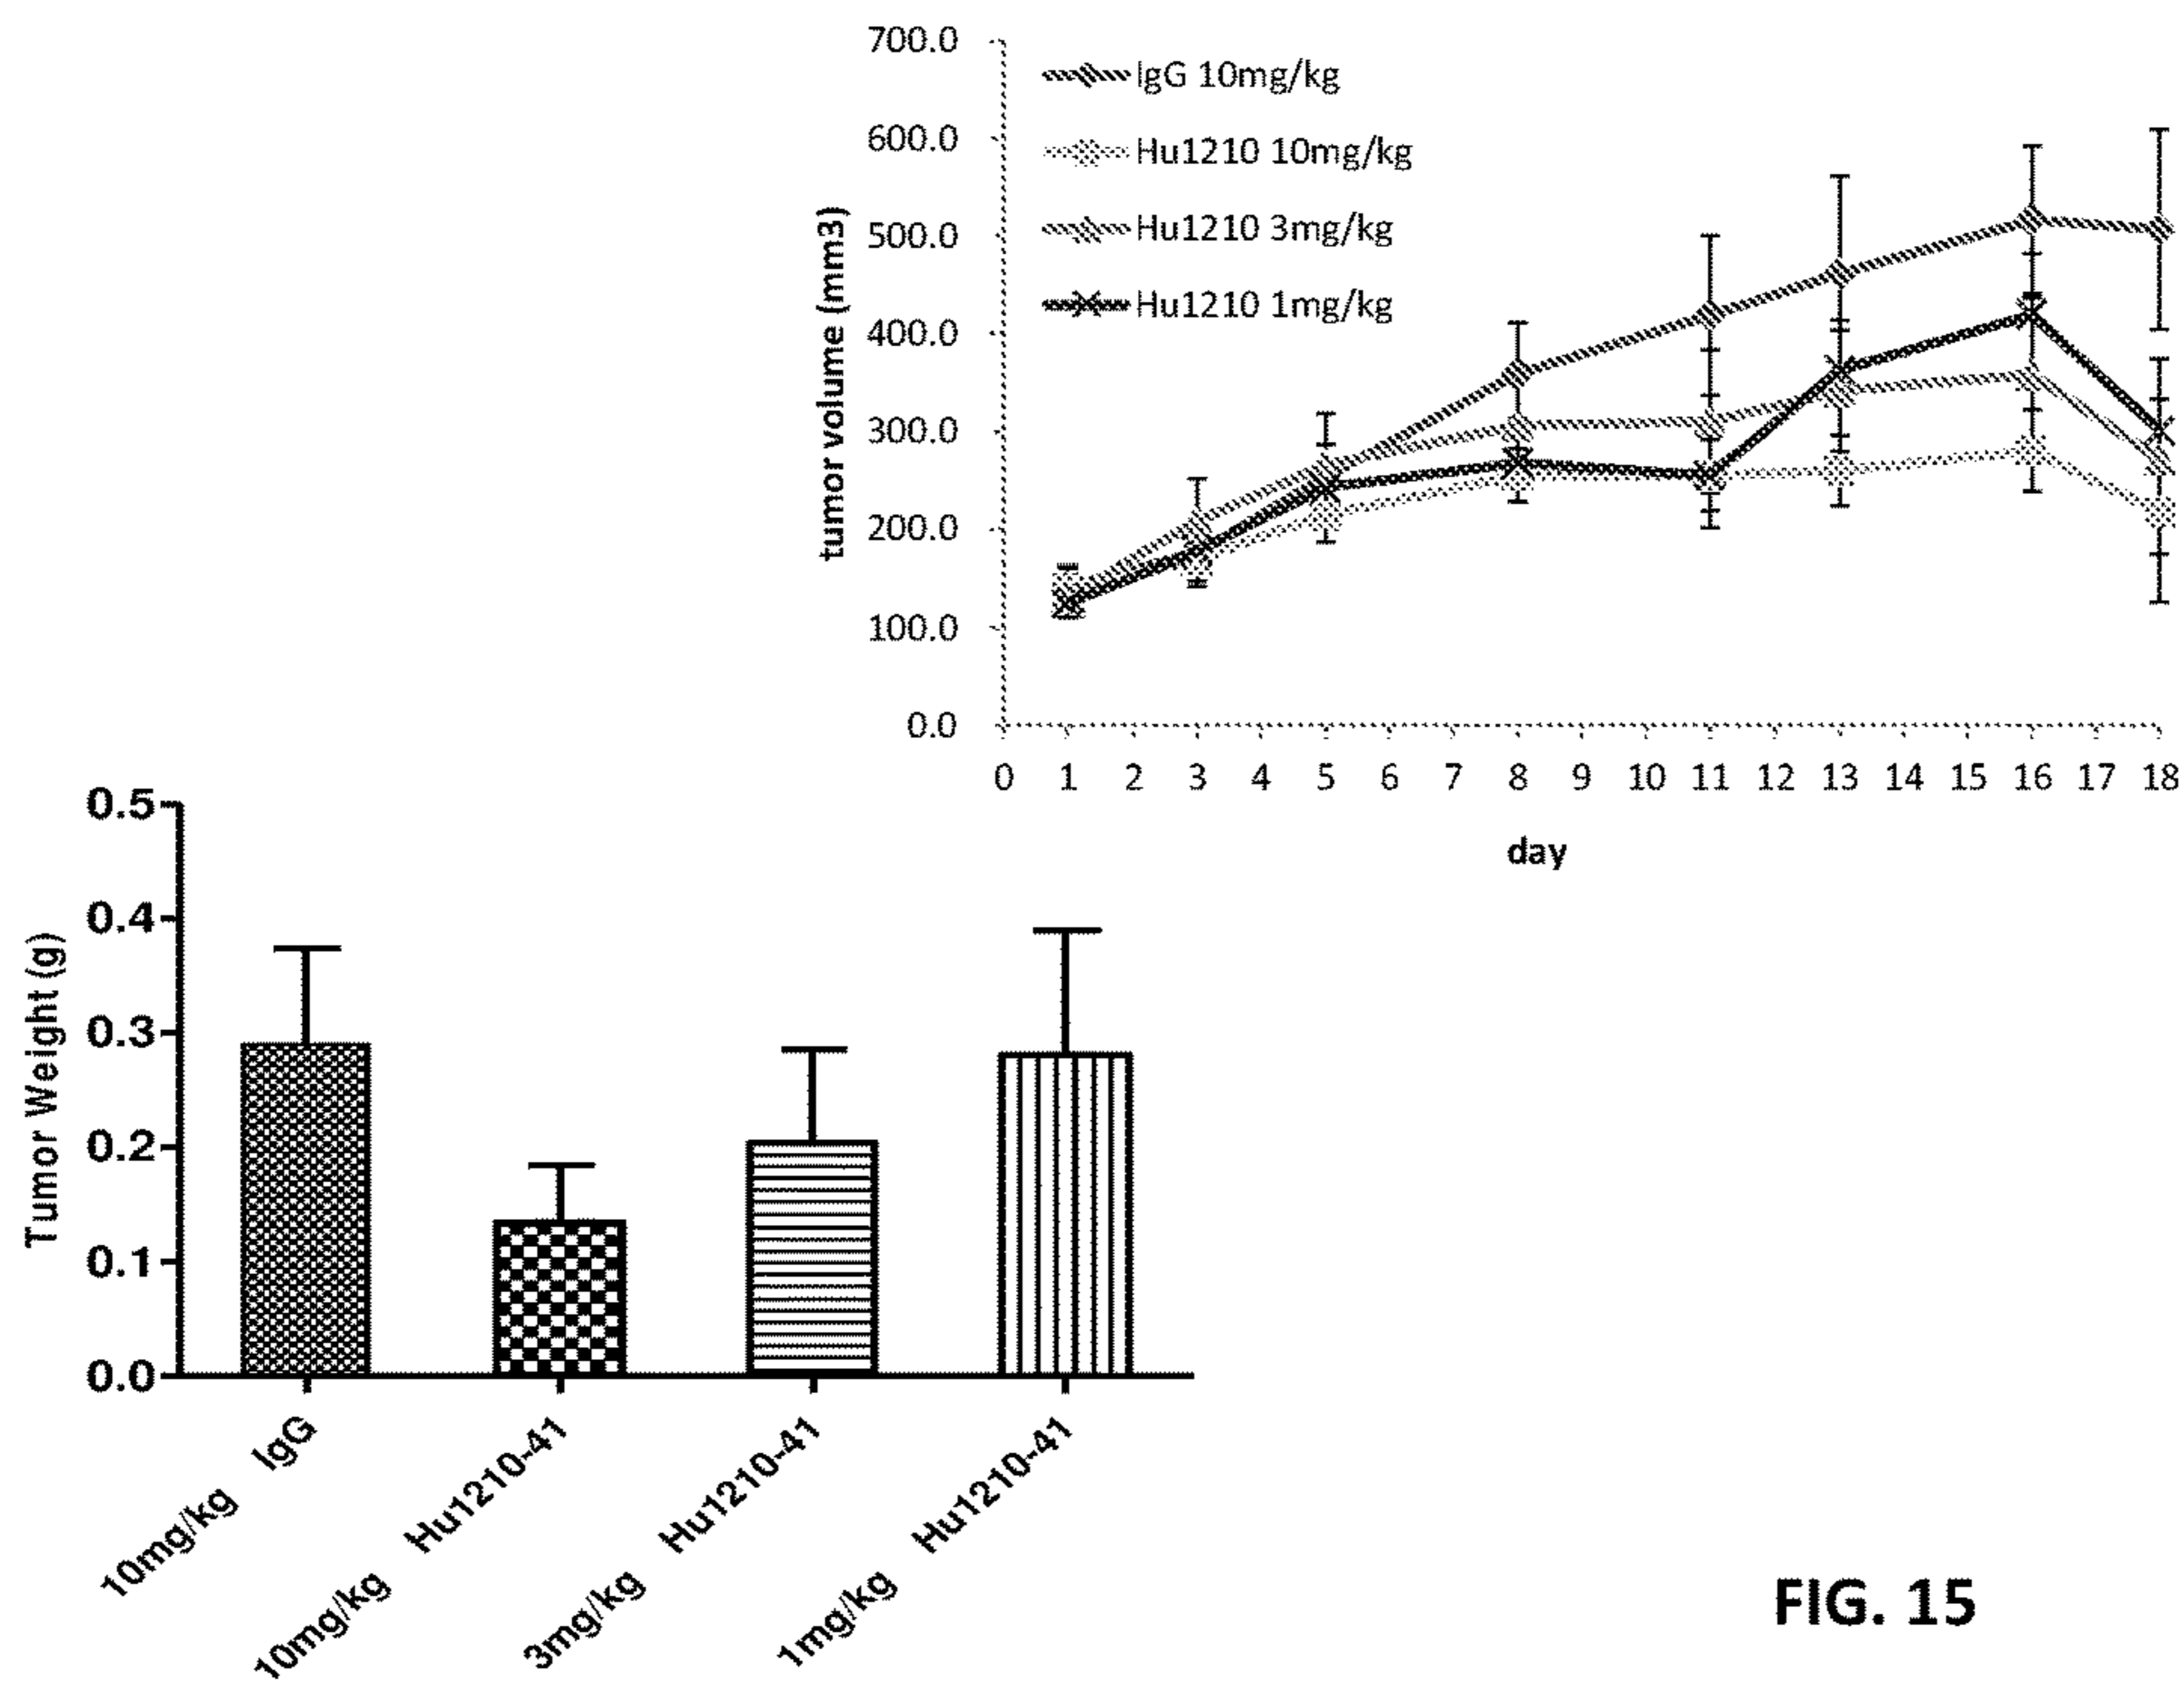 700.0
600.0
500.0
400.0
300.0
200.0
100.0
0.0
tumor volume (mm3)
IgG 10mg/kg
Hu1210 10mg/kg
Hu1210 3mg/kg
Hu1210 1mg/kg
0 1 2 3 4 5 6 7 8 9 10 11 12 13 14 15 16 17 18
day
0.5
0.4
0.3
0.2
0.1
0.0
Tumor Weight (g)
IgG
10mg/kg
Hu1210-41
10mg/kg
Hu1210-41
3mg/kg
Hu1210-41
1mg/kg
FIG. 15